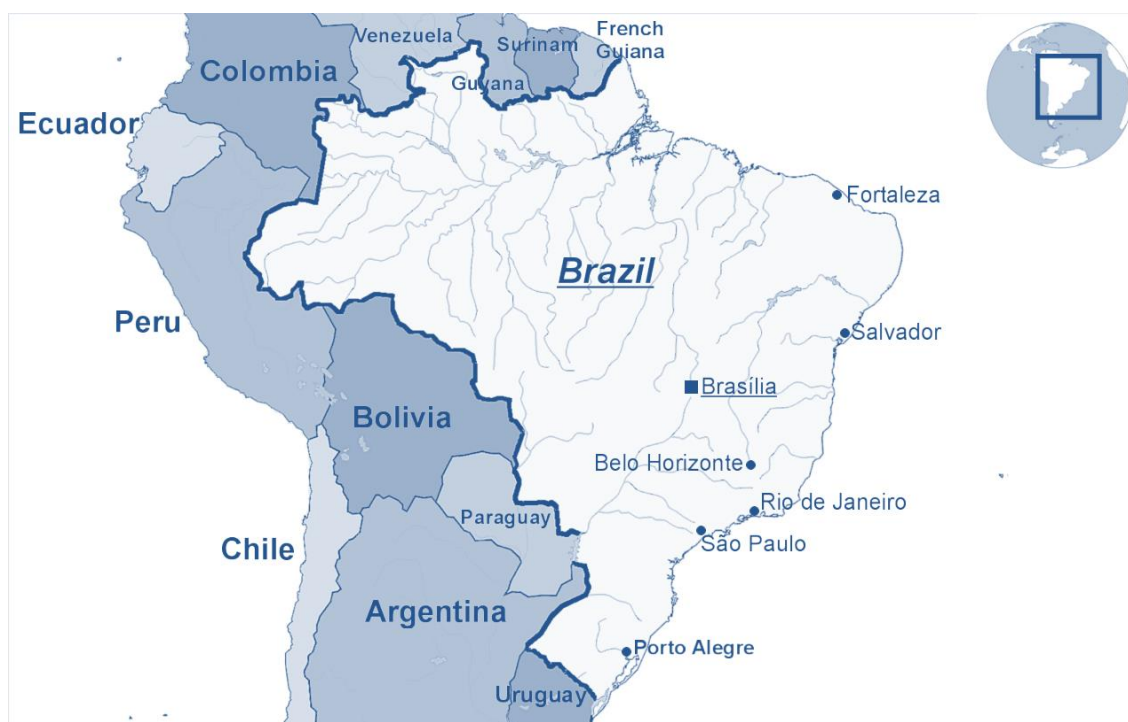 French
Venezuela
Surinam
Guiana
Colombia
Guyana
Ecuador
Fortaleza
Brazil
Peru
Salvador
Brasília
Bolivia
Belo Horizonte
Rio de Janeiro
Paraguay
São Paulo
Chile
Argentina
Porto Alegre
Uruguay